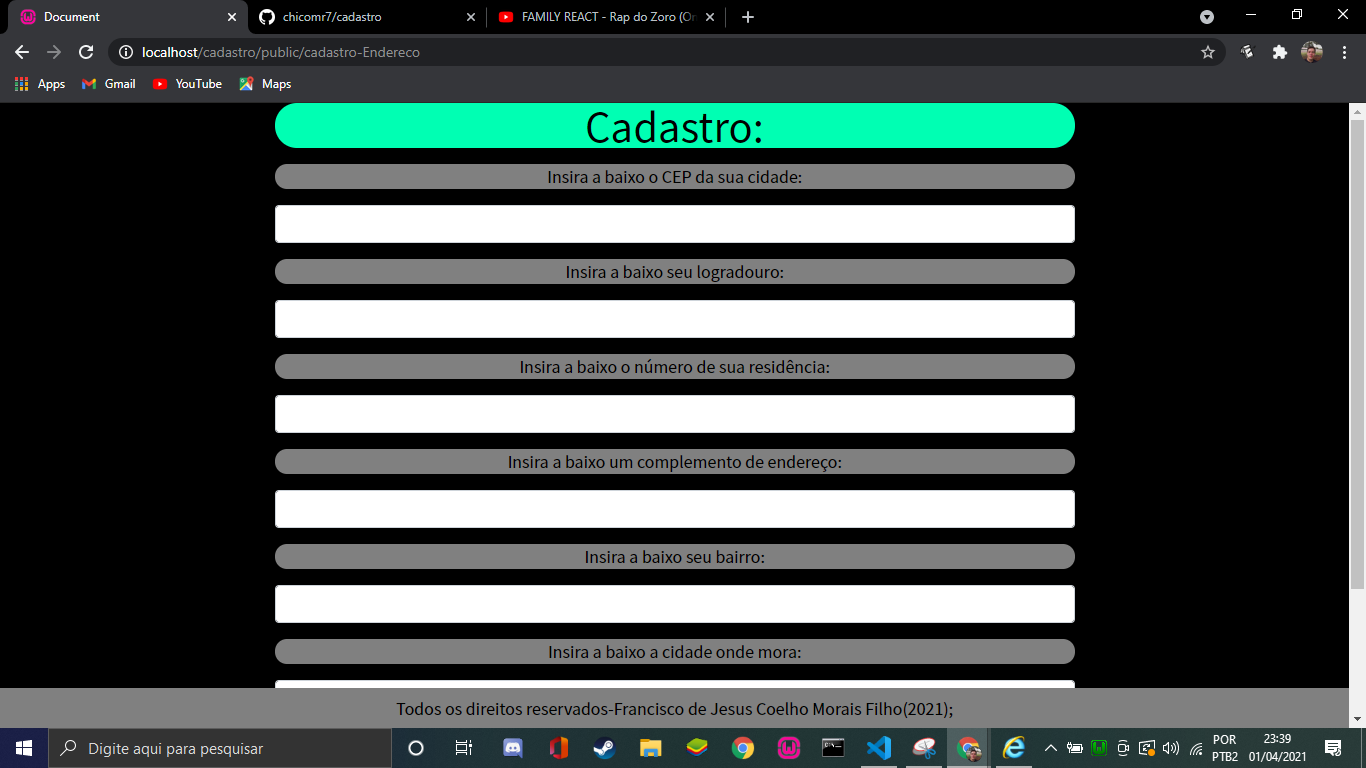 Document
chicomr7/cadastro
FAMILY REACT - Rap do Zoro (Or
localhost/cadastro/public/cadastro-Endereco
Apps
Gmail
YouTube
Maps
Cadastro:
Insira a baixo o CEP da sua cidade:
Insira a baixo seu logradouro:
Insira a baixo o número de sua residência:
Insira a baixo um complemento de endereço:
Insira a baixo seu bairro:
Insira a baixo a cidade onde mora:
Todos os direitos reservados-Francisco de Jesus Coelho Morais Filho(2021);
Digite aqui para pesquisar
POR
PTB2
23:39
01/04/2021